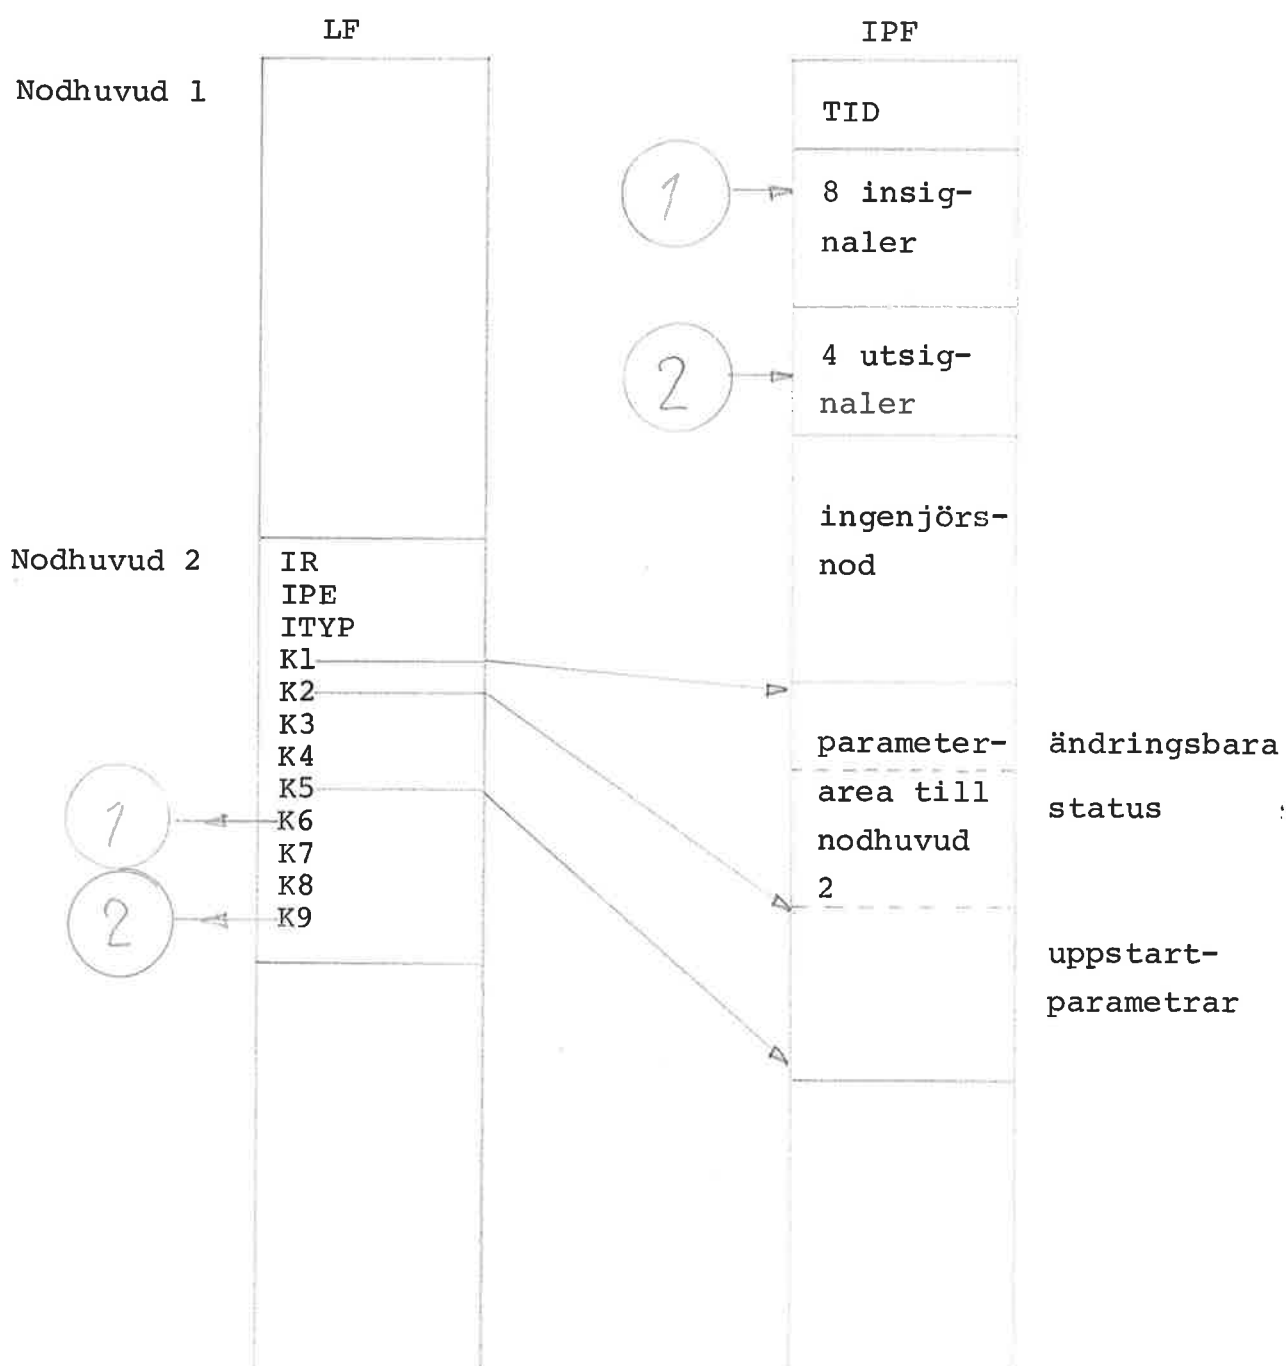 LF
IPF
Nodhuvud 1
TID
1
8 insig-
naler
2
4 utsig-
naler
ingenjörs-
nod
Nodhuvud 2
IR
IPE
ITYP
K1
K2
K3
K4
K5
K6
K7
K8
K9
1
2
parameter-
area till
nodhuvud
2
ändringsbara
status
uppstart-
parametrar